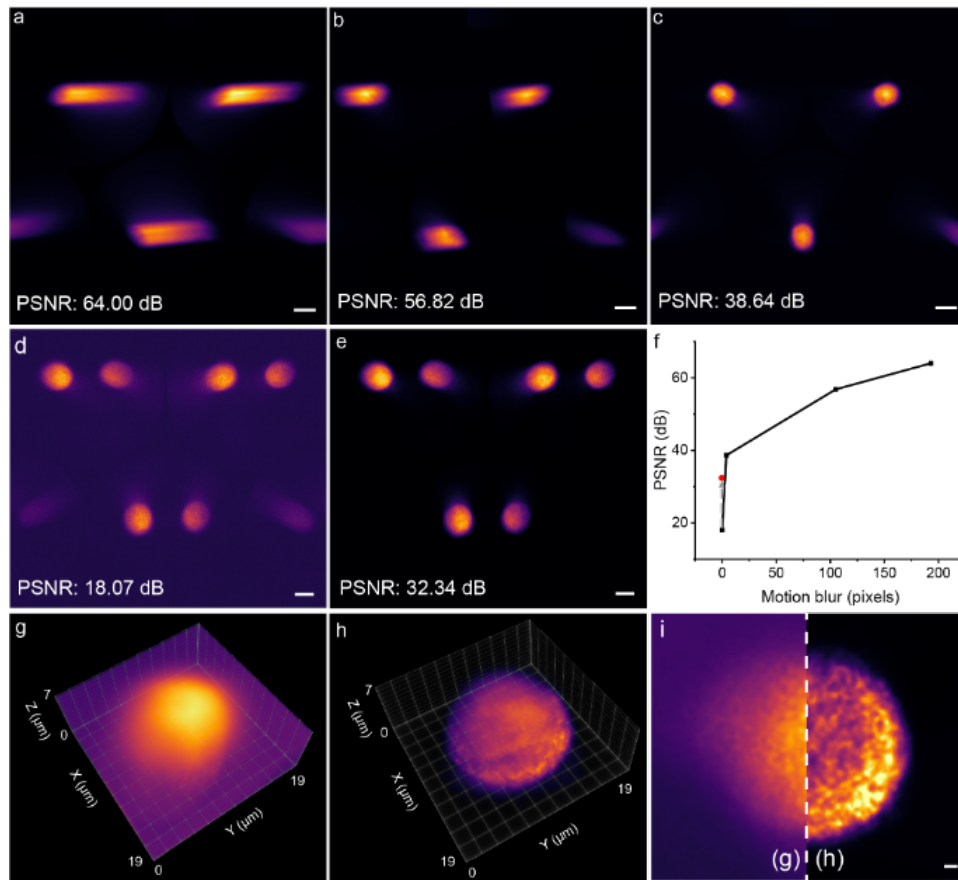 a
b
c
PSNR: 64.00 dB
PSNR: 56.82 dB
PSNR: 38.64 dB
d
e
f
PSNR: 18.07 dB
PSNR: 32.34 dB
PSNR (dB)
60
40
20
0
50
100
150
200
Motion blur (pixels)
g
h
i
7
Z (µm)
0
X (µm)
19
0
Y (µm)
19
7
Z (µm)
0
X (µm)
19
0
Y (µm)
19
(g)
(h)